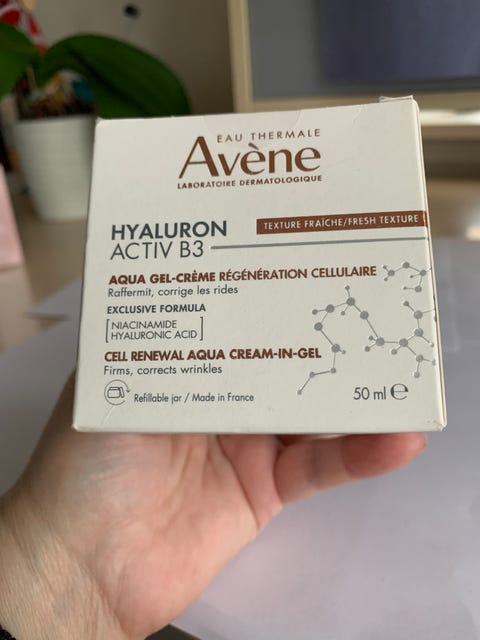 EAU THERMALE
Avène
LABORATOIRE DERMATOLOGIQUE
HYALURON
ACTIV B3
TEXTURE FRAÎCHE/FRESH TEXTURE
AQUA GEL-CRÈME RÉGÉNÉRATION CELLULAIRE
Raffermit, corrige les rides
EXCLUSIVE FORMULA
NIACINAMIDE
HYALURONIC ACID
CELL RENEWAL AQUA CREAM-IN-GEL
Firms, corrects wrinkles
Refillable jar / Made in France
50 ml ℮